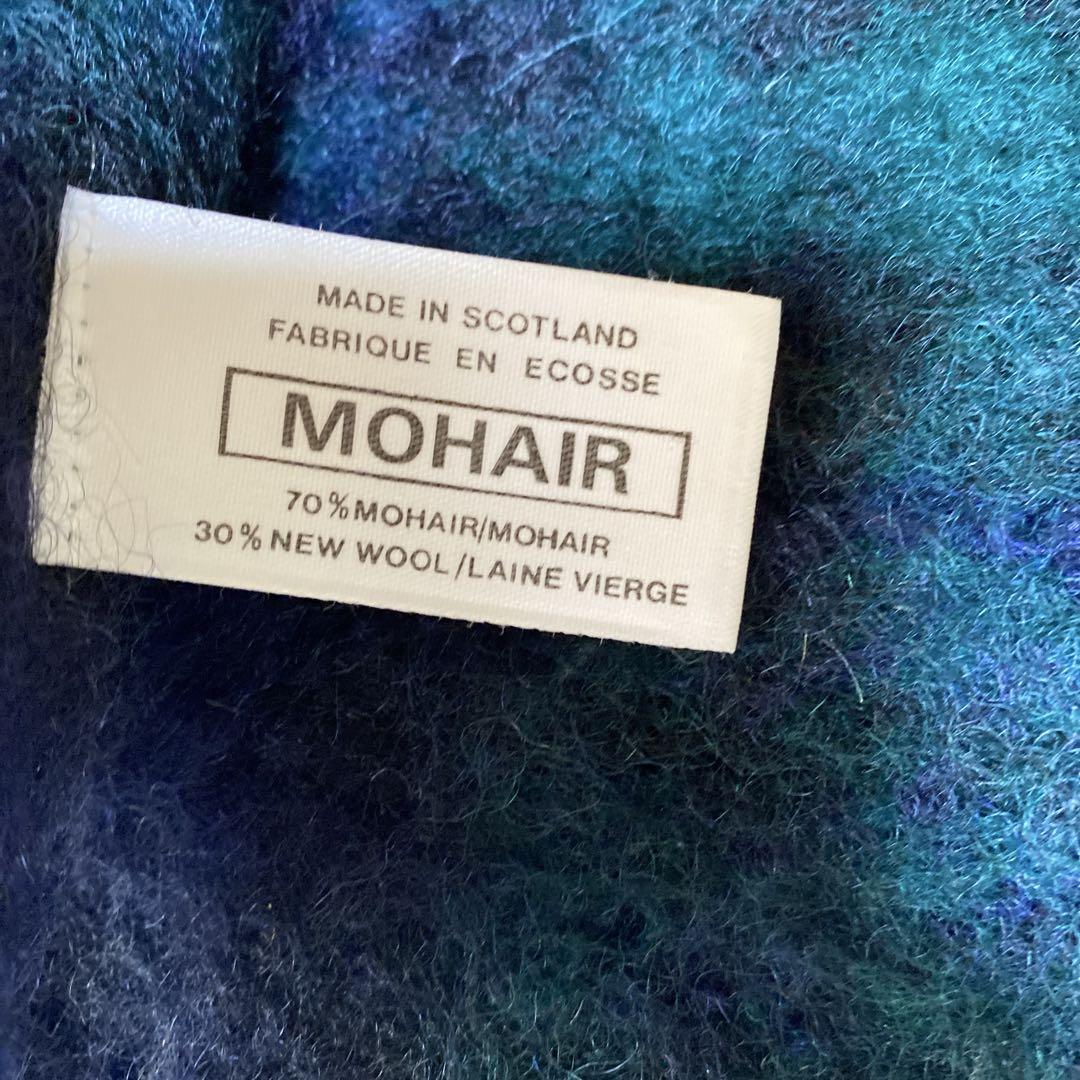 MADE IN SCOTLAND
FABRIQUE EN ECOSSE
MOHAIR
70%MOHAIR/MOHAIR
30% NEW WOOL/LAINE VIERGE